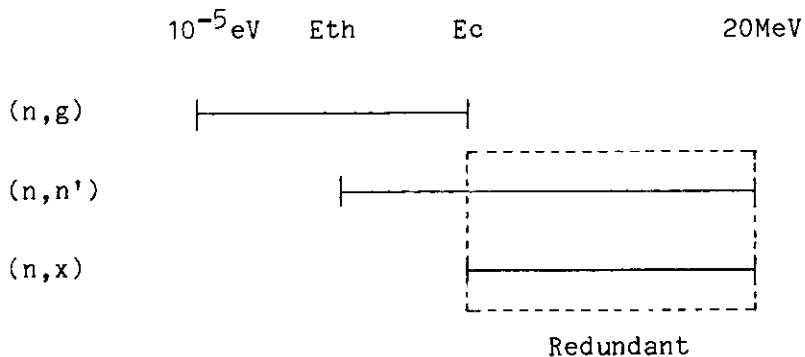 10⁻⁵eV Eth Ec 20MeV
(n,g)
(n,n')
(n,x)
Redundant